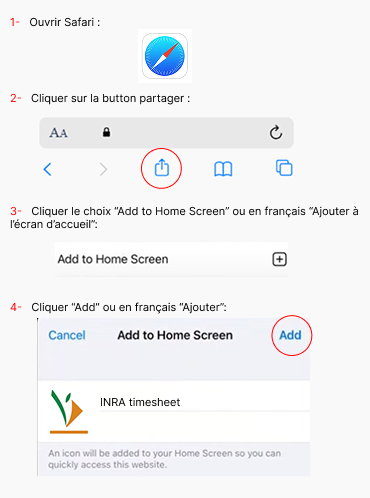 1- Ouvrir Safari :
2- Cliquer sur la button partager :
AA
3- Cliquer le choix “Add to Home Screen” ou en français “Ajouter à
l’écran d’accueil”:
Add to Home Screen
4- Cliquer “Add” ou en français “Ajouter”:
Cancel Add to Home Screen Add
INRA timesheet
An icon will be added to your Home Screen so you can
quickly access this website.